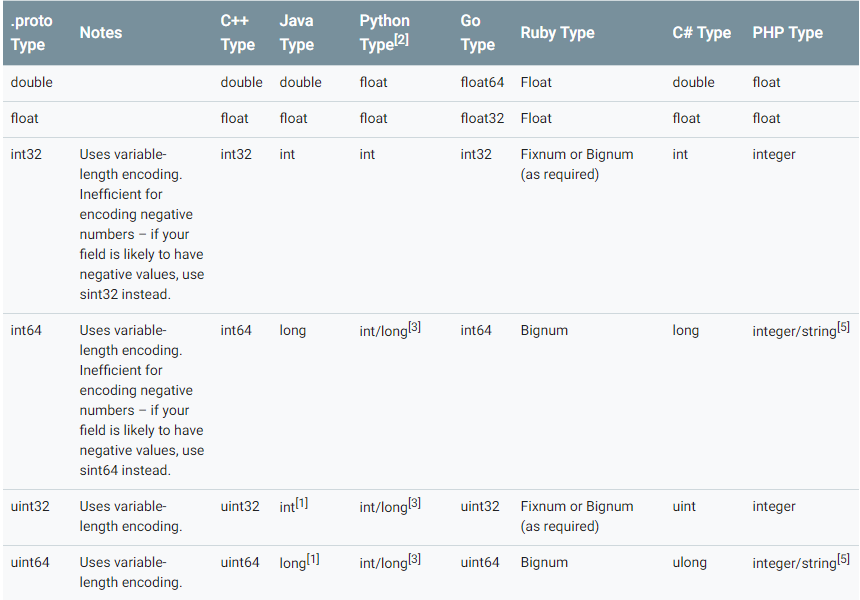 .proto Type Notes C++ Type Java Type Python Type[2] Go Type Ruby Type C# Type PHP Type
double double double float float64 Float double float
float float float float float32 Float float float
int32 Uses variable- int32 int int int32 Fixnum or Bignum int integer
length encoding. (as required)
Inefficient for
encoding negative
numbers – if your
field is likely to have
negative values, use
sint32 instead.
int64 Uses variable- int64 long int/long[3] int64 Bignum long integer/string[5]
length encoding.
Inefficient for
encoding negative
numbers – if your
field is likely to have
negative values, use
sint64 instead.
uint32 Uses variable- uint32 int[1] int/long[3] uint32 Fixnum or Bignum uint integer
length encoding. (as required)
uint64 Uses variable- uint64 long[1] int/long[3] uint64 Bignum ulong integer/string[5]
length encoding.